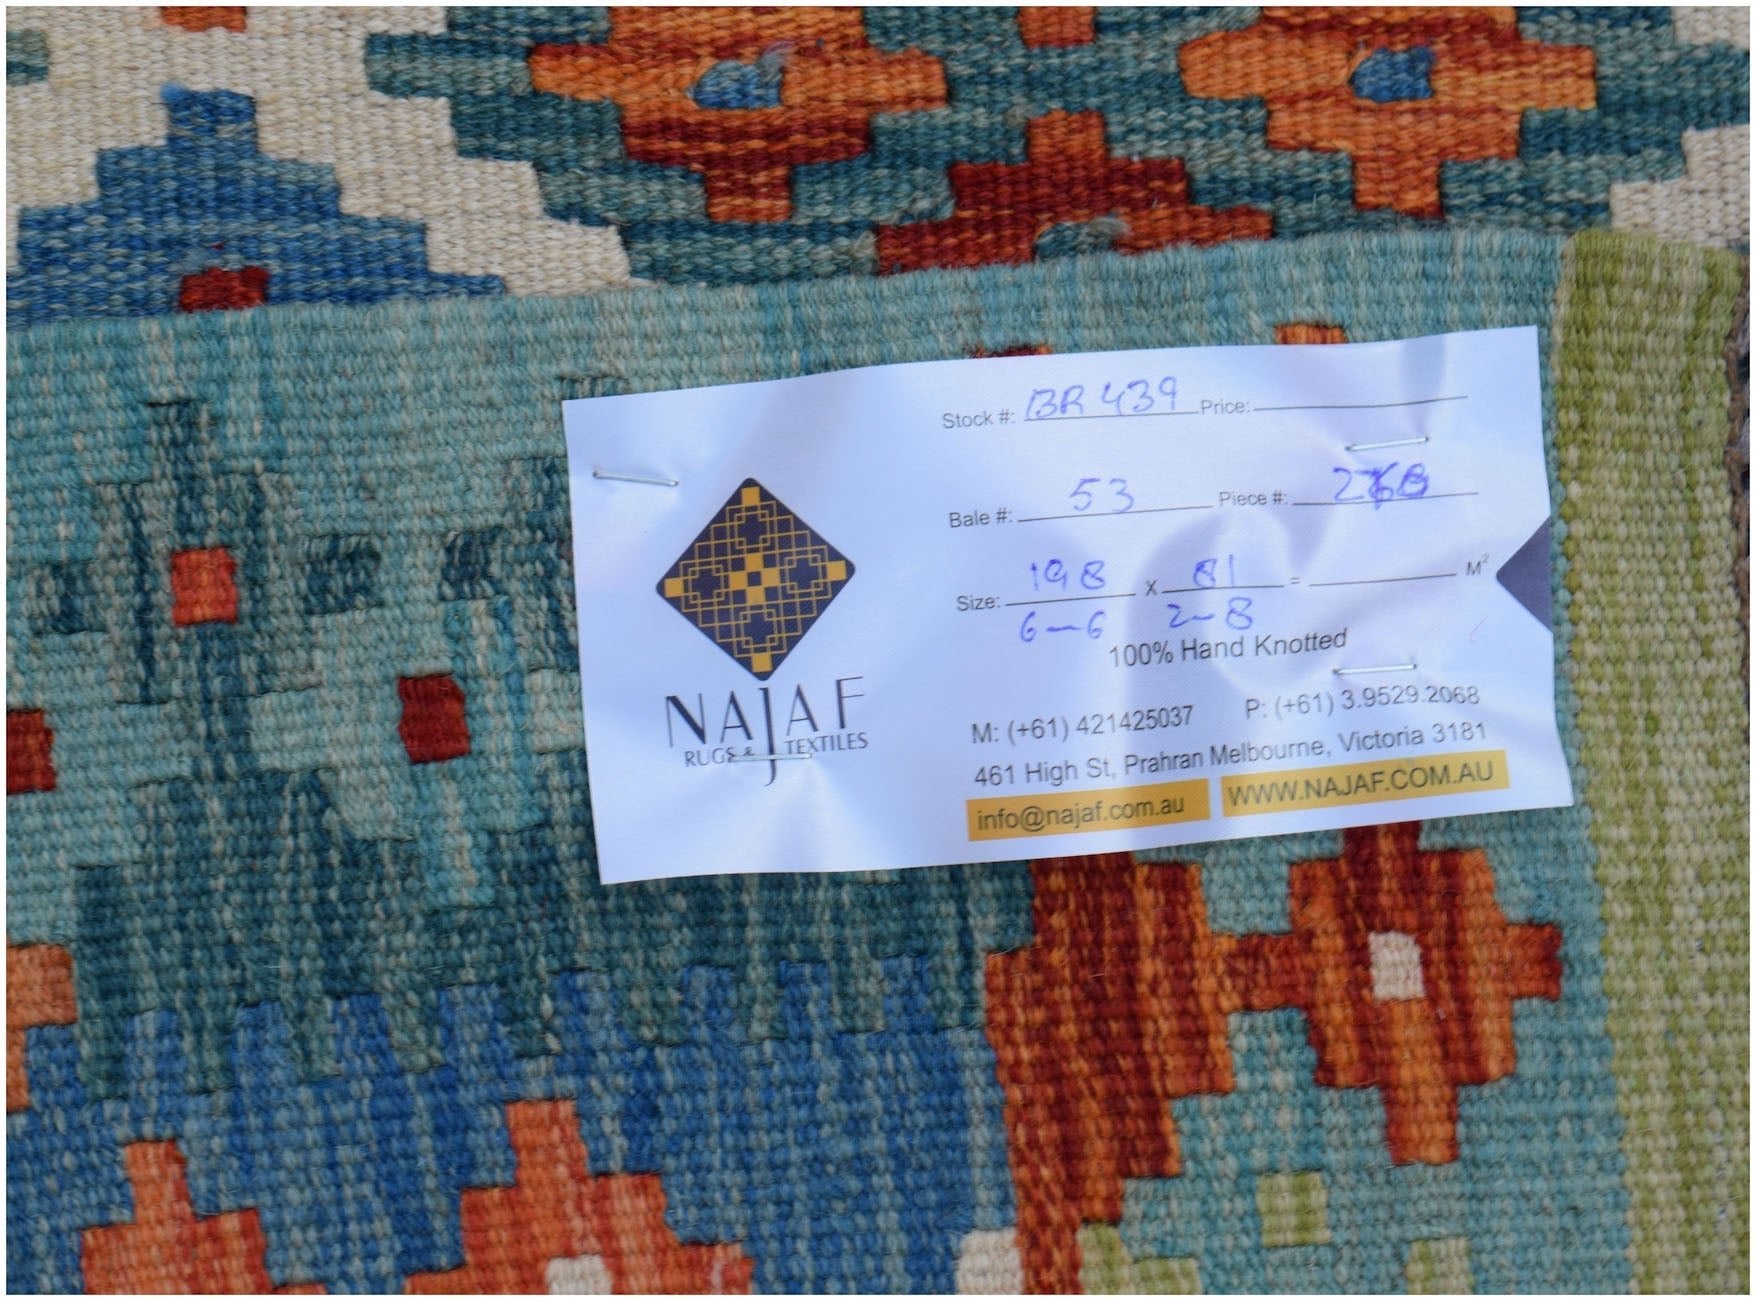 NAJAF
RUGS & TEXTILES
Stock #: BR 439 Price:
Bale #: 53 Piece #:
Size: 198 X 81 = M²
6-6 2-8
100% Hand Knotted
M: (+61) 421425037 P: (+61) 3.9529.2068
461 High St, Prahran Melbourne, Victoria 3181
info@najaf.com.au WWW.NAJAF.COM.AU